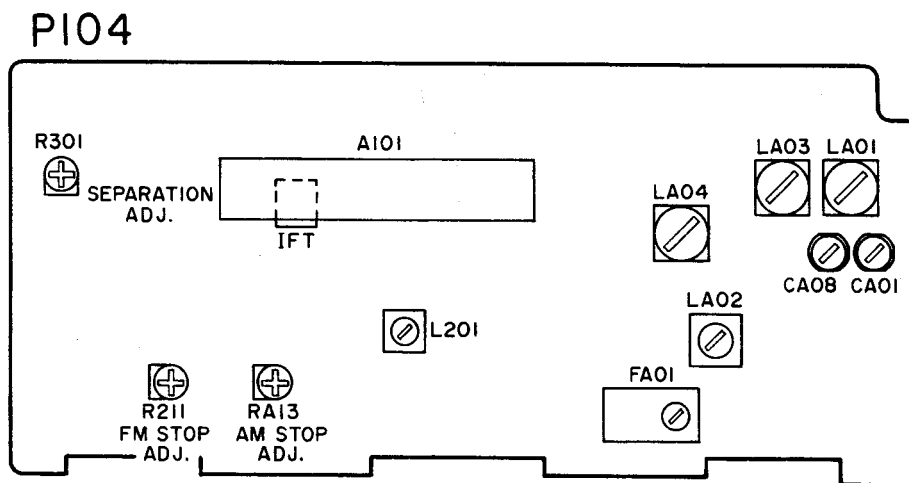 P104
R301
A101
LA03 LA01
SEPARATION
ADJ.
LA04
IFT
CA08 CA01
LA02
L201
FA01
R211
FM STOP
ADJ.
RA13
AM STOP
ADJ.